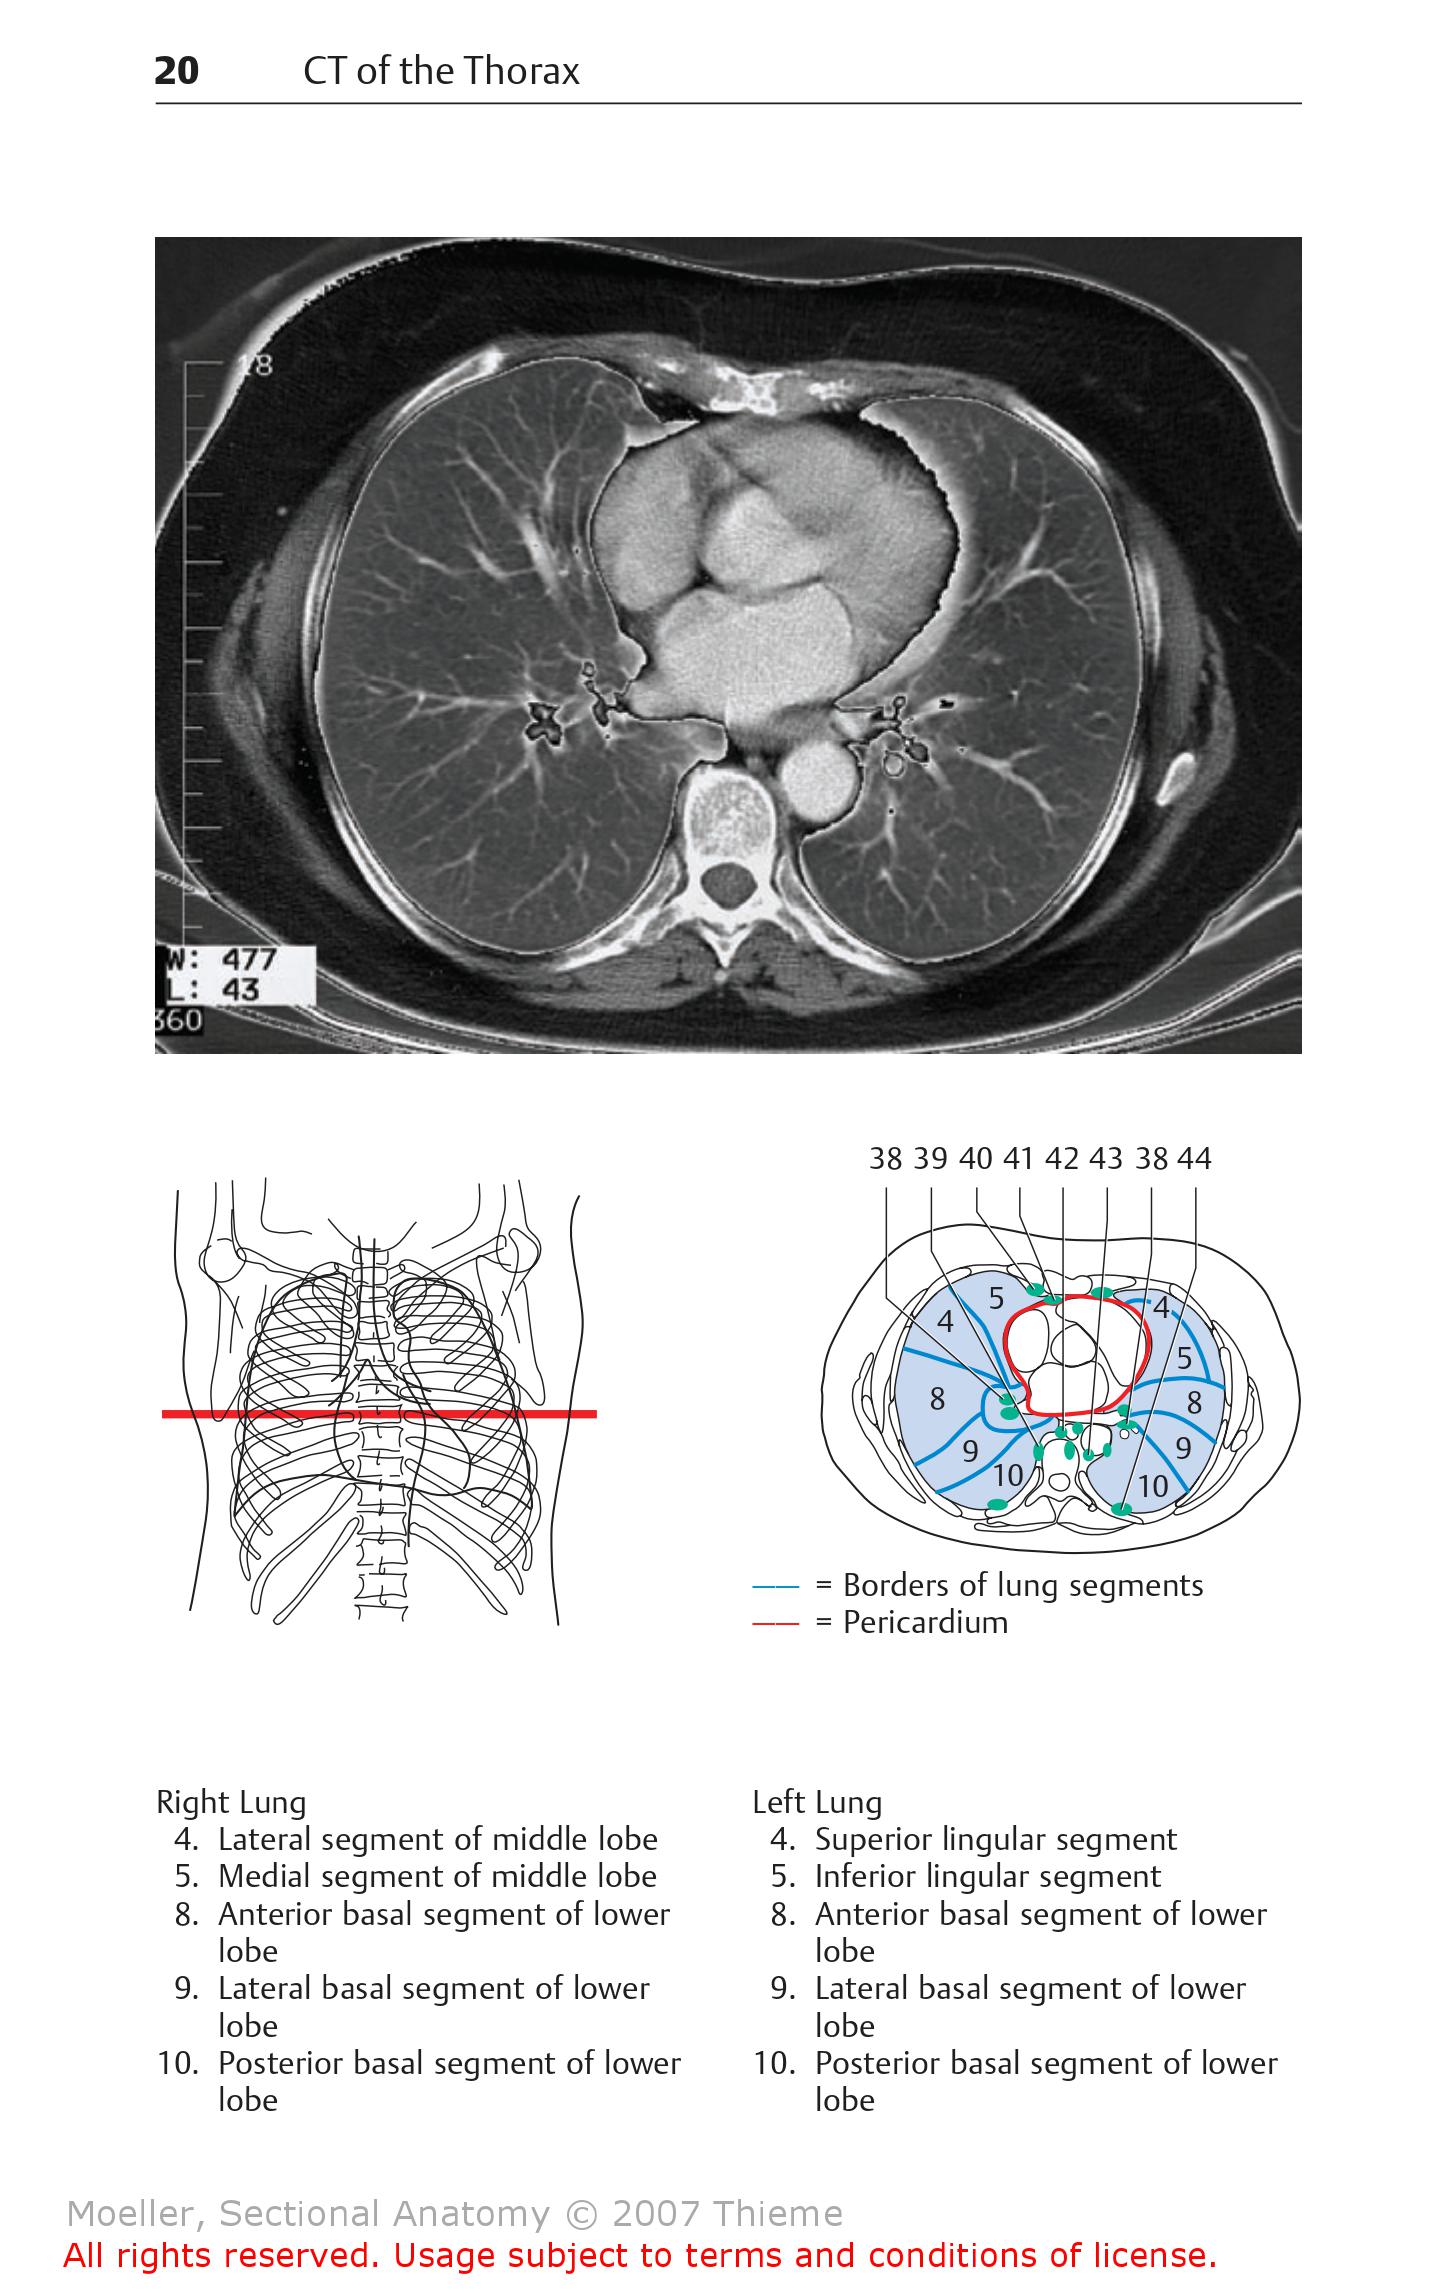 20 CT of the Thorax
18
W: 477
L: 43
360
38 39 40 41 42 43 38 44
5
4
4
5
8
8
9
9
10
10
= Borders of lung segments
= Pericardium
Right Lung
4. Lateral segment of middle lobe
5. Medial segment of middle lobe
8. Anterior basal segment of lower
lobe
9. Lateral basal segment of lower
lobe
10. Posterior basal segment of lower
lobe
Left Lung
4. Superior lingular segment
5. Inferior lingular segment
8. Anterior basal segment of lower
lobe
9. Lateral basal segment of lower
lobe
10. Posterior basal segment of lower
lobe
Moeller, Sectional Anatomy © 2007 Thieme
All rights reserved. Usage subject to terms and conditions of license.